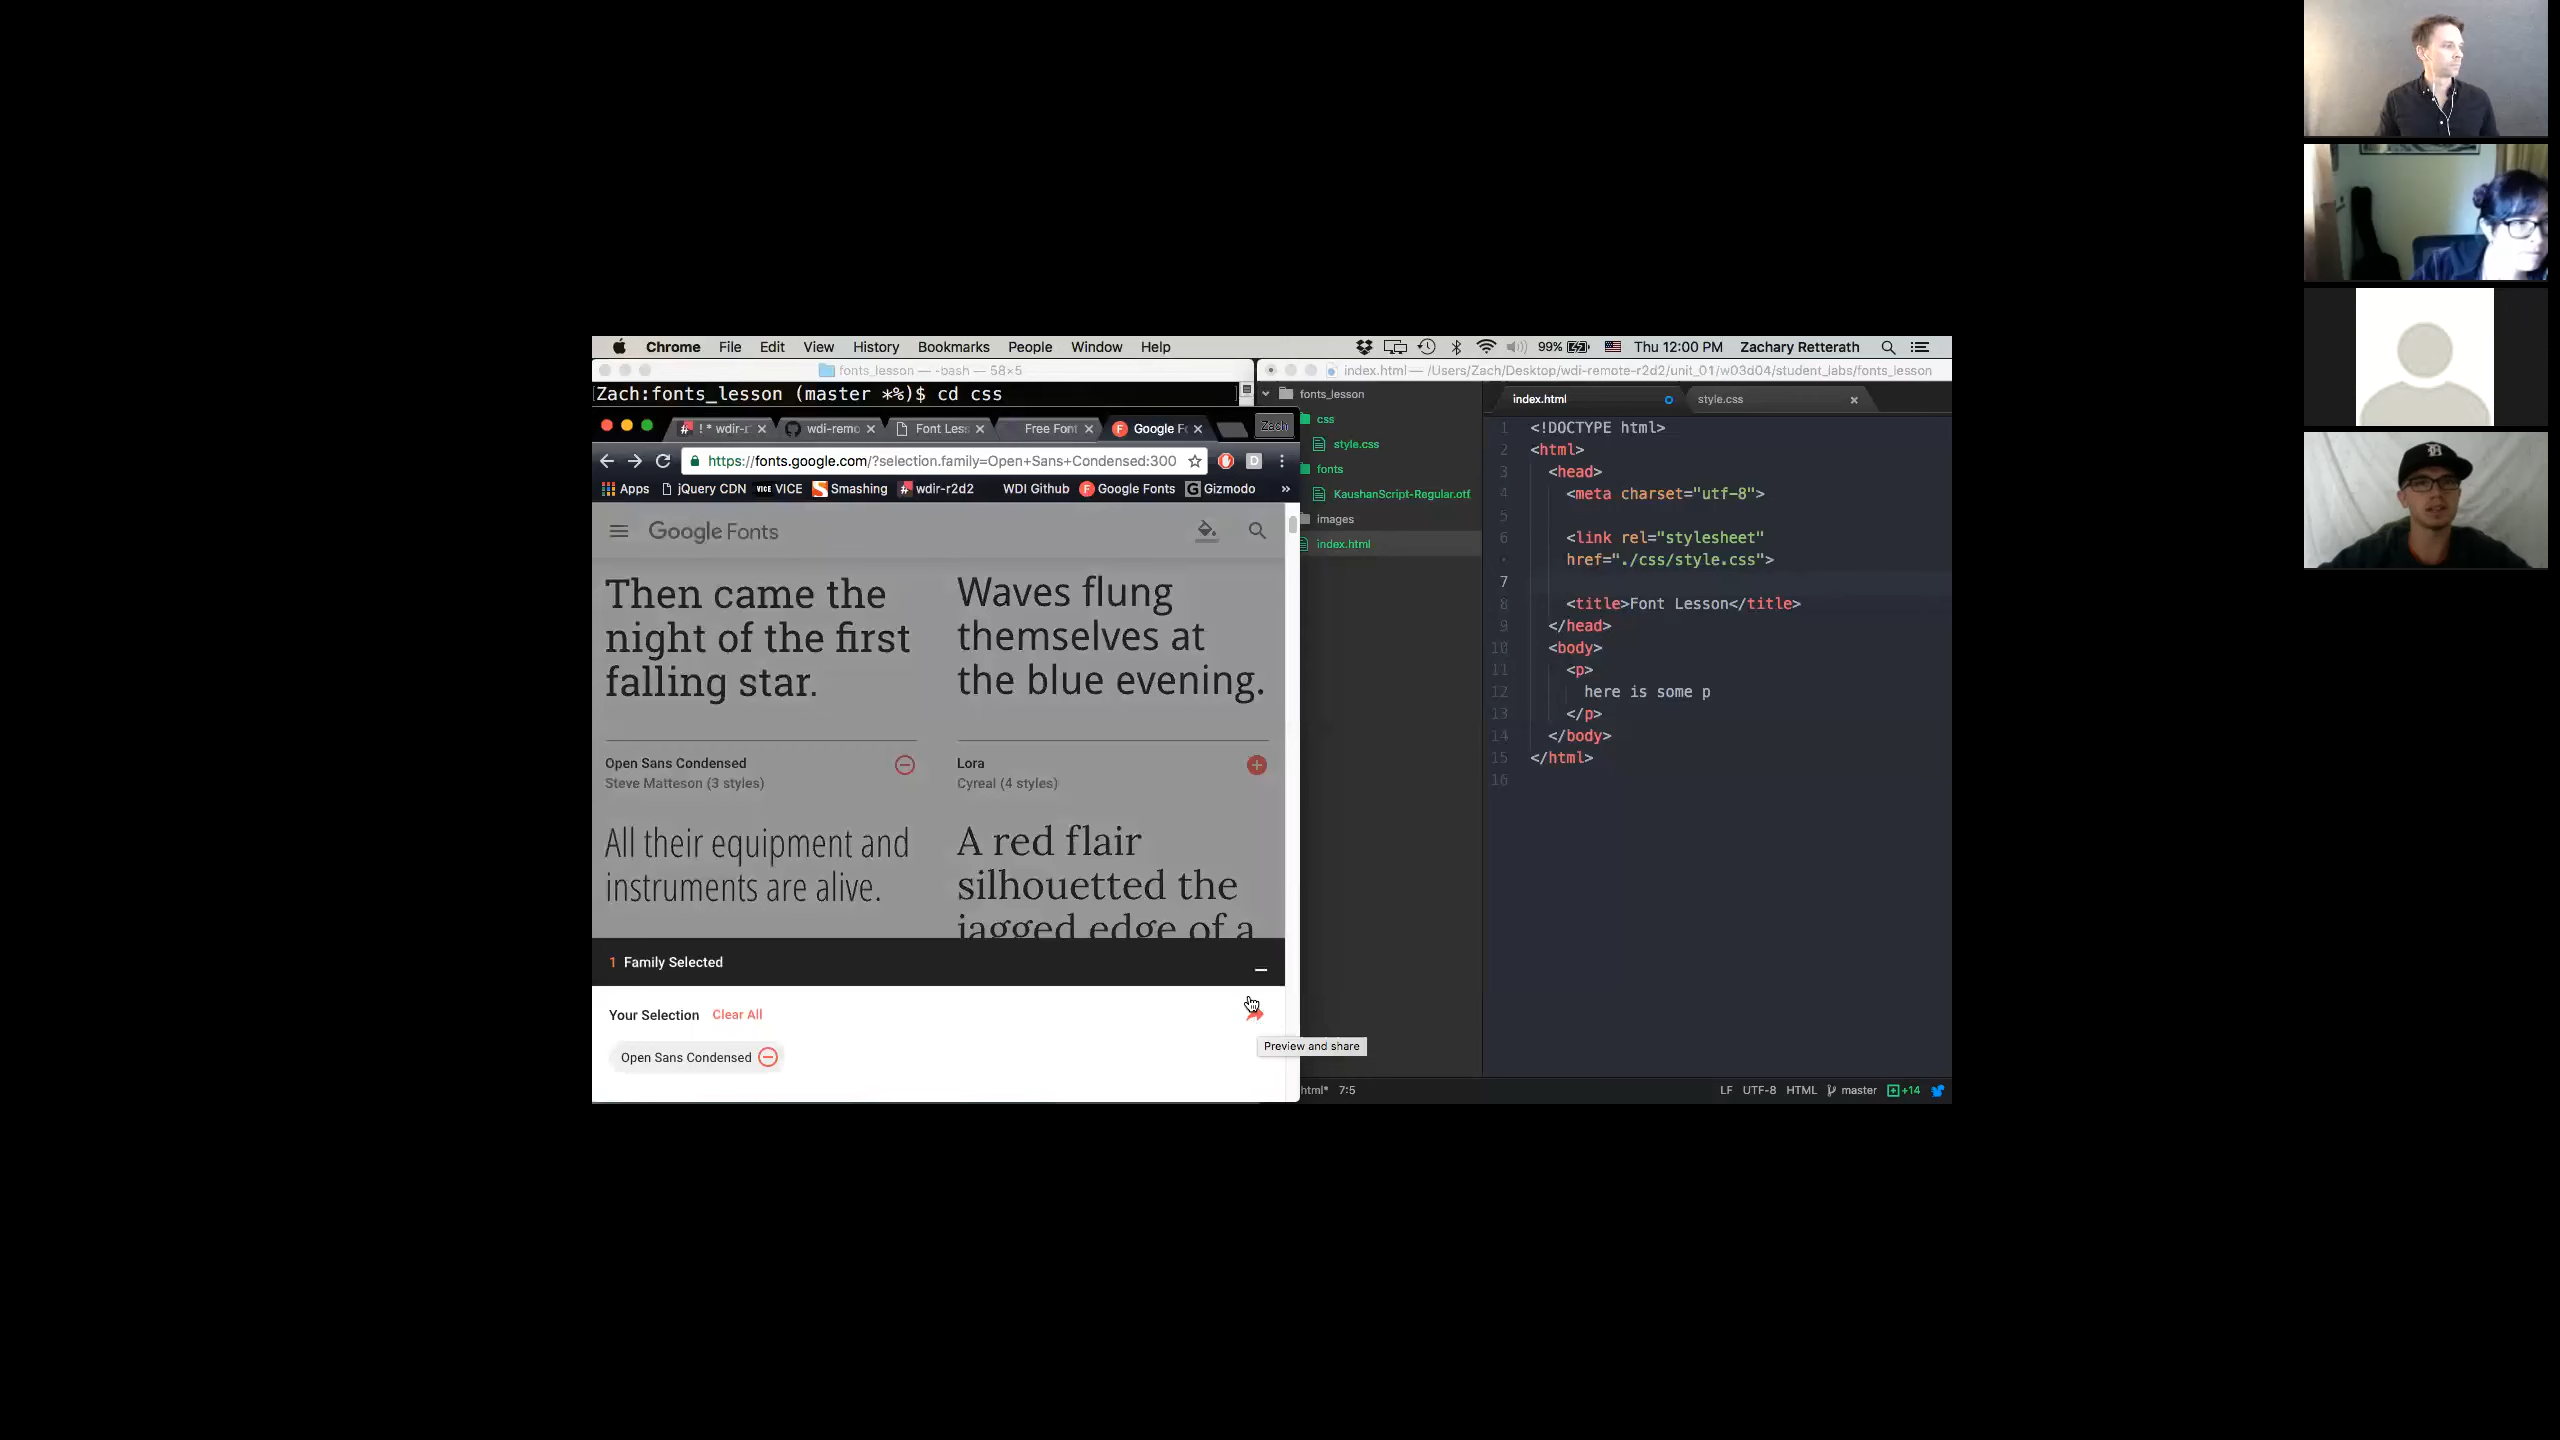 Chrome File Edit View History Bookmarks People Window Help 99% Thu 12:00 PM Zachary Retterath
fonts_lesson — -bash — 58×5
Zach:fonts_lesson (master *%)$ cd css
! * wdir-r wdi-remo Font Less Free Font Google Fo Zach
https://fonts.google.com/?selection.family=Open+Sans+Condensed:300 D
Apps jQuery CDN VICE VICE Smashing wdir-r2d2 WDI Github Google Fonts Gizmodo »
Google Fonts
Then came the
night of the first
falling star.
Waves flung
themselves at
the blue evening.
Open Sans Condensed
Steve Matteson (3 styles)
Lora
Cyreal (4 styles)
All their equipment and
instruments are alive.
A red flair
silhouetted the
jagged edge of a
1 Family Selected
Your Selection Clear All
Preview and share
Open Sans Condensed
index.html — /Users/Zach/Desktop/wdi-remote-r2d2/unit_01/w03d04/student_labs/fonts_lesson
fonts_lesson
css
style.css
fonts
KaushanScript-Regular.otf
images
index.html
index.html style.css
1 <!DOCTYPE html>
2 <html>
3 <head>
4 <meta charset="utf-8">
5
6 <link rel="stylesheet"
href="./css/style.css">
7
8 <title>Font Lesson</title>
9 </head>
10 <body>
11 <p>
12 here is some p
13 </p>
14 </body>
15 </html>
16
html* 7:5 LF UTF-8 HTML master +14